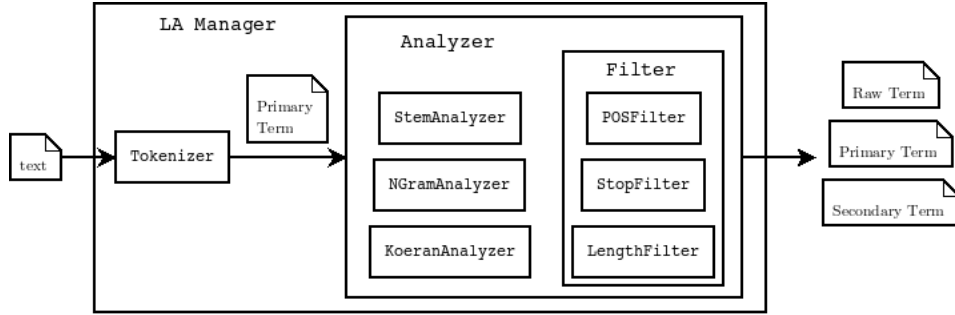 LA Manager
Analyzer
Filter
Primary
Term
Raw Term
StemAnalyzer
POSFilter
text
Tokenizer
Primary Term
NGramAnalyzer
StopFilter
Secondary Term
KoeranAnalyzer
LengthFilter